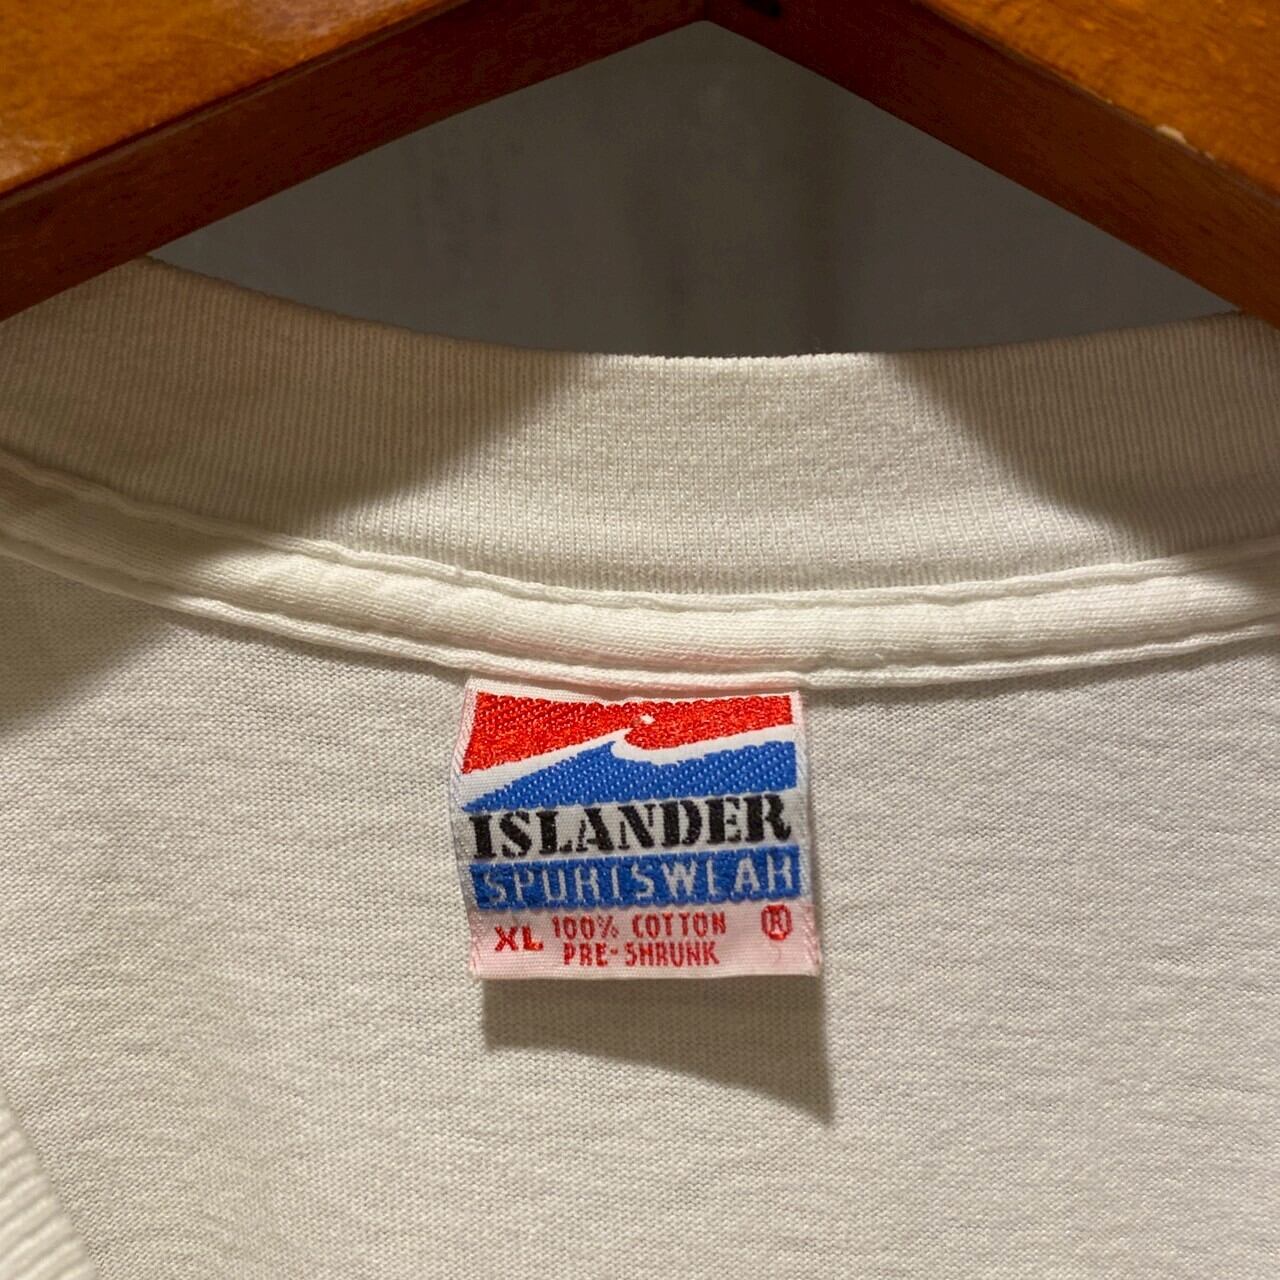 ISLANDER
SPORTSWEAR
XL 100% COTTON ®
PRE-SHRUNK